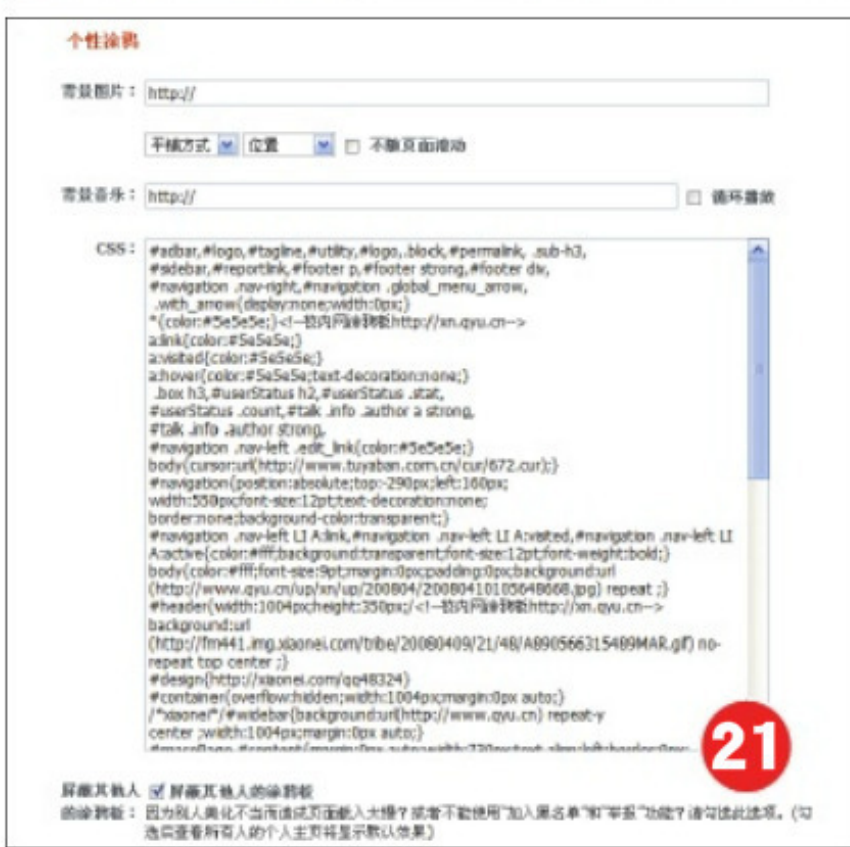 个性涂鸦
背景图片： http://
平铺方式 位置 不随页面滚动
背景音乐： http:// 循环播放
CSS： #adbar,#logo,#tagline,#utility,#logo,.block,#permalink, .sub-h3,
#sidebar,#reportlink,#footer p,#footer strong,#footer div,
#navigation .nav-right,#navigation .global_menu_arrow,
.with_arrow{display:none;width:0px;}
*{color:#5e5e5e;}<!--校内网涂鸦板http://xn.qyu.cn-->
a:link{color:#5e5e5e;}
a:visited{color:#5e5e5e;}
a:hover{color:#5e5e5e;text-decoration:none;}
.box h3,#userStatus h2,#userStatus .stat,
#userStatus .count,#talk .info .author a strong,
#talk .info .author strong,
#navigation .nav-left .edit_link{color:#5e5e5e;}
body{cursor:url(http://www.tuyaban.com.cn/cur/672.cur);}
#navigation{position:absolute;top:-290px;left:160px;
width:550px;font-size:12pt;text-decoration:none;
border:none;background-color:transparent;}
#navigation .nav-left LI A:link,#navigation .nav-left LI A:visted,#navigation .nav-left LI
A:active{color:#fff;background:transparent;font-size:12pt;font-weight:bold;}
body{color:#fff;font-size:9pt;margin:0px;padding:0px;background:url
(http://www.qyu.cn/up/xn/up/200804/20080410105648668.jpg) repeat ;}
#header{width:1004px;height:350px;/<!--校内网涂鸦板http://xn.qyu.cn-->
background:url
(http://fm441.img.xiaonei.com/tribe/20080409/21/48/A890566315489MAR.gif) no-
repeat top center ;}
#design{http://xiaonei.com/qq48324}
#container{overflow:hidden;width:1004px;margin:0px auto;}
/*xiaonei*/#widebar{background:url(http://www.qyu.cn) repeat-y
center ;width:1004px;margin:0px auto;}
21
屏蔽其他人 屏蔽其他人的涂鸦板
的涂鸦板： 因为别人美化不当而造成页面载入太慢？或者不能使用"加入黑名单"和"举报"功能？请勾选此选项。(勾
选后查看所有人的个人主页将显示默认效果)